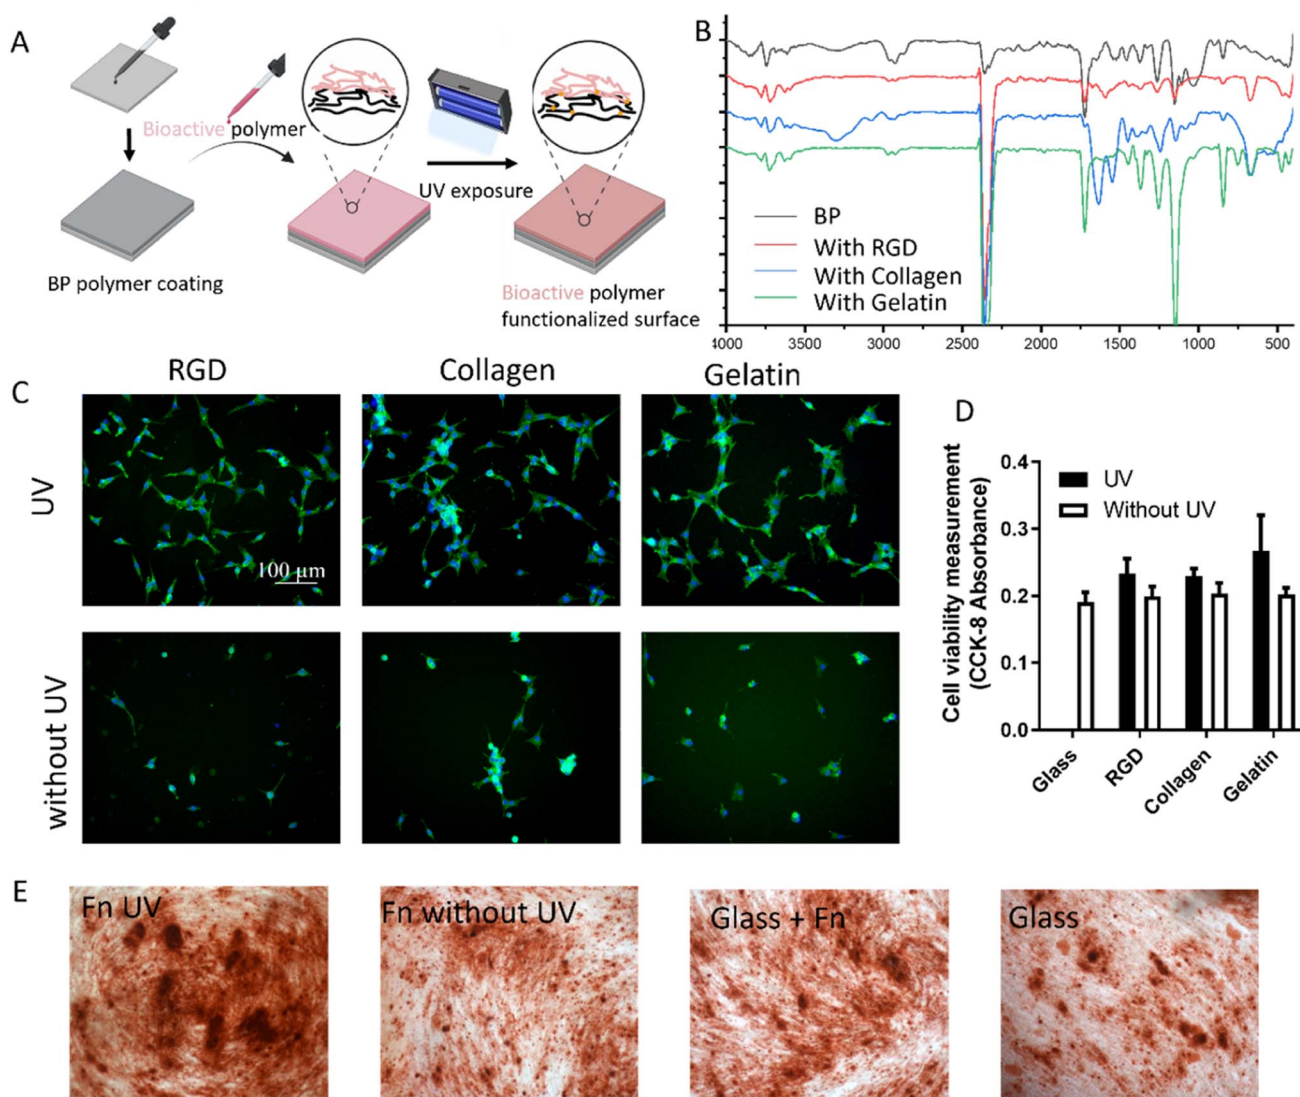 A
Bioactive polymer
UV exposure
BP polymer coating
Bioactive polymer
functionalized surface
B
BP
With RGD
With Collagen
With Gelatin
4000 3500 3000 2500 2000 1500 1000 500
C
RGD Collagen Gelatin
UV
100 µm
without UV
D
Cell viability measurement
(CCK-8 Absorbance)
0.4
0.3
0.2
0.1
0.0
UV
Without UV
Glass RGD Collagen Gelatin
E
Fn UV Fn without UV Glass + Fn Glass